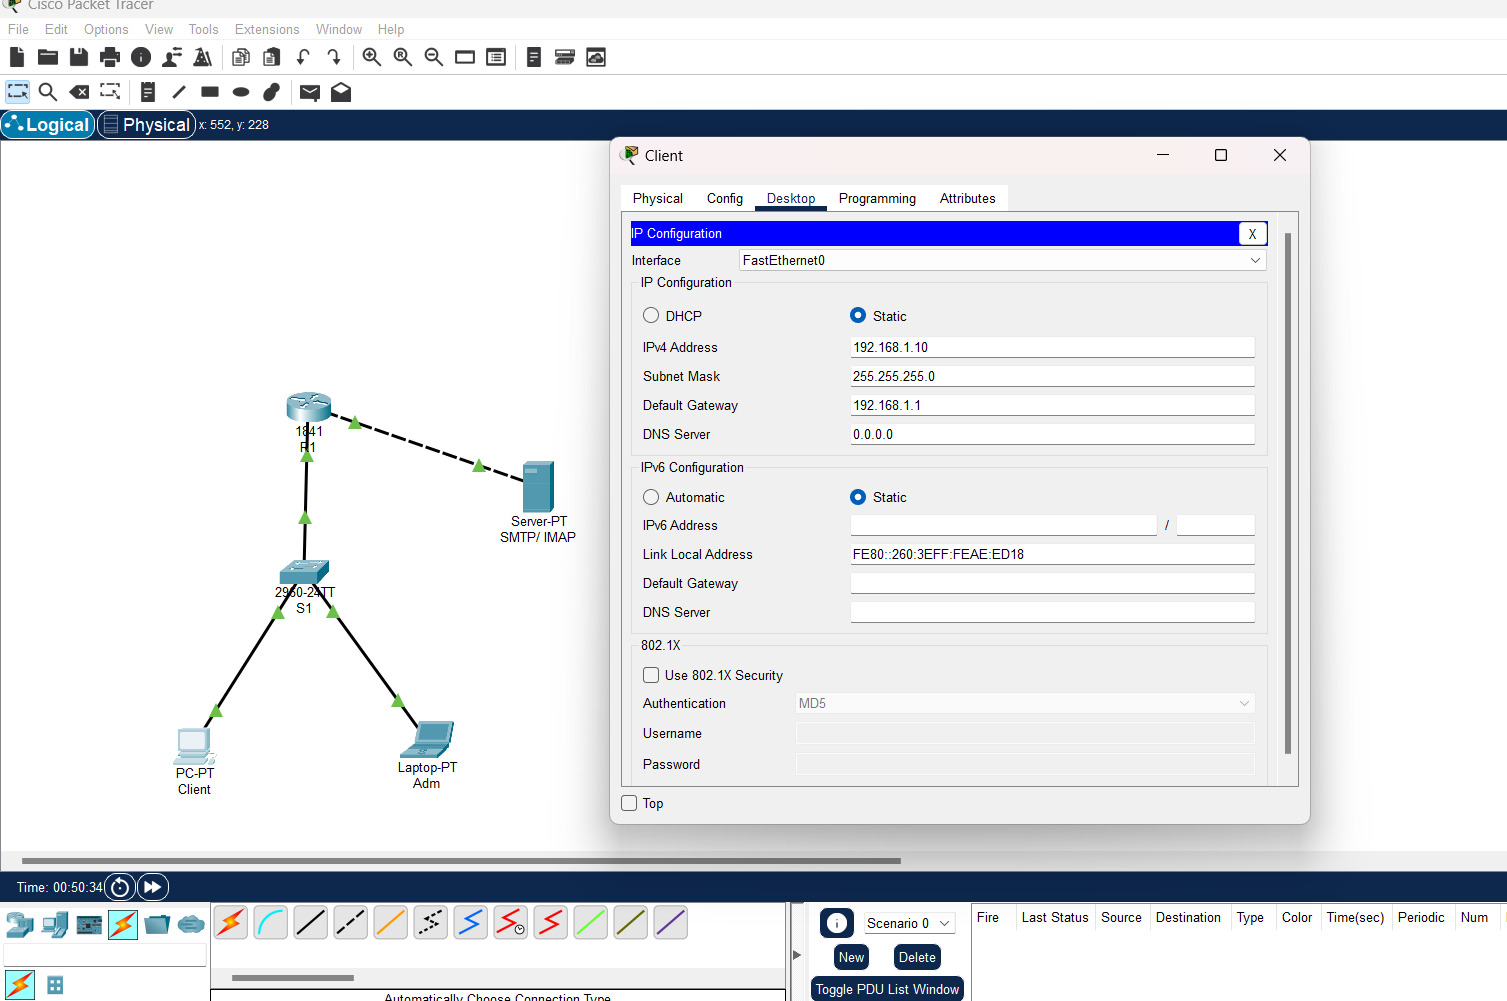 Cisco Packet Tracer
File Edit Options View Tools Extensions Window Help
Logical Physical x: 552, y: 228
Client
Physical Config Desktop Programming Attributes
IP Configuration X
Interface FastEthernet0
IP Configuration
DHCP Static
IPv4 Address 192.168.1.10
Subnet Mask 255.255.255.0
Default Gateway 192.168.1.1
DNS Server 0.0.0.0
IPv6 Configuration
Automatic Static
IPv6 Address /
Link Local Address FE80::260:3EFF:FEAE:ED18
Default Gateway
DNS Server
802.1X
Use 802.1X Security
Authentication MD5
Username
Password
Top
1841
R1
Server-PT
SMTP/ IMAP
2960-24TT
S1
PC-PT
Client
Laptop-PT
Adm
Time: 00:50:34
Scenario 0
New Delete
Toggle PDU List Window
Fire Last Status Source Destination Type Color Time(sec) Periodic Num
Automatically Choose Connection Type